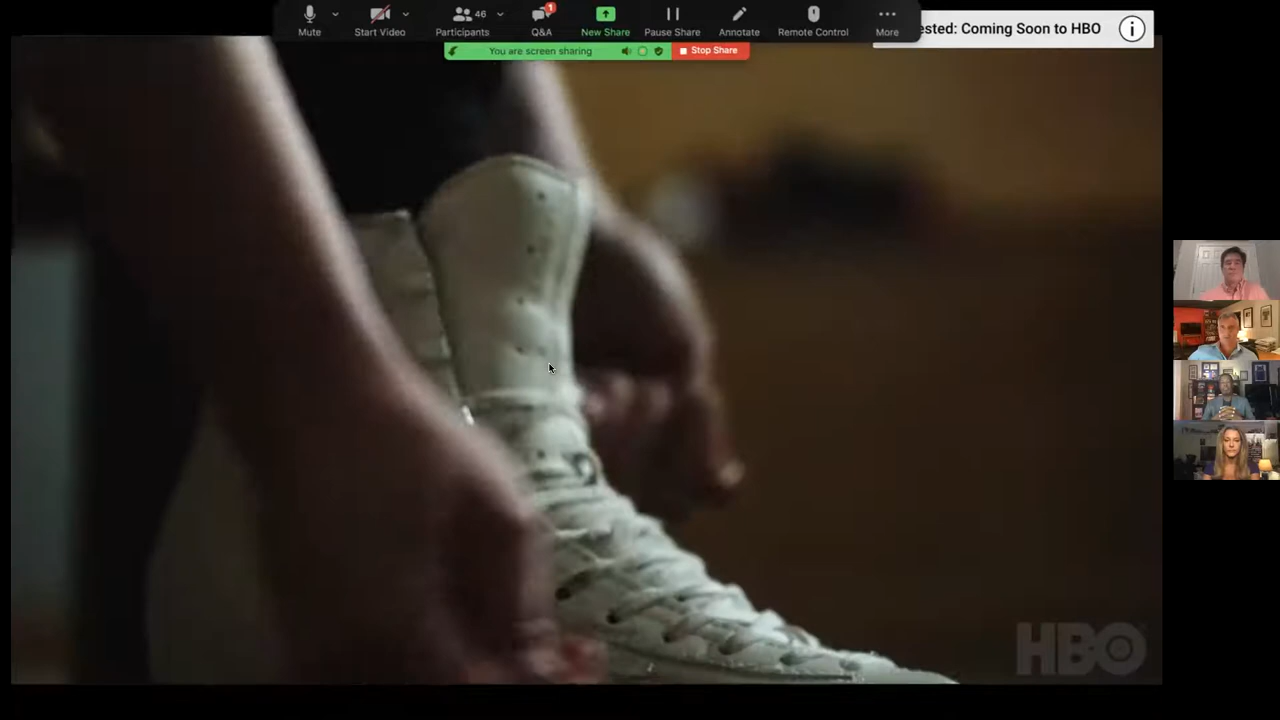 Mute
Start Video
46
Participants
1
Q&A
New Share
Pause Share
Annotate
Remote Control
More
ested: Coming Soon to HBO
You are screen sharing
Stop Share
HBO